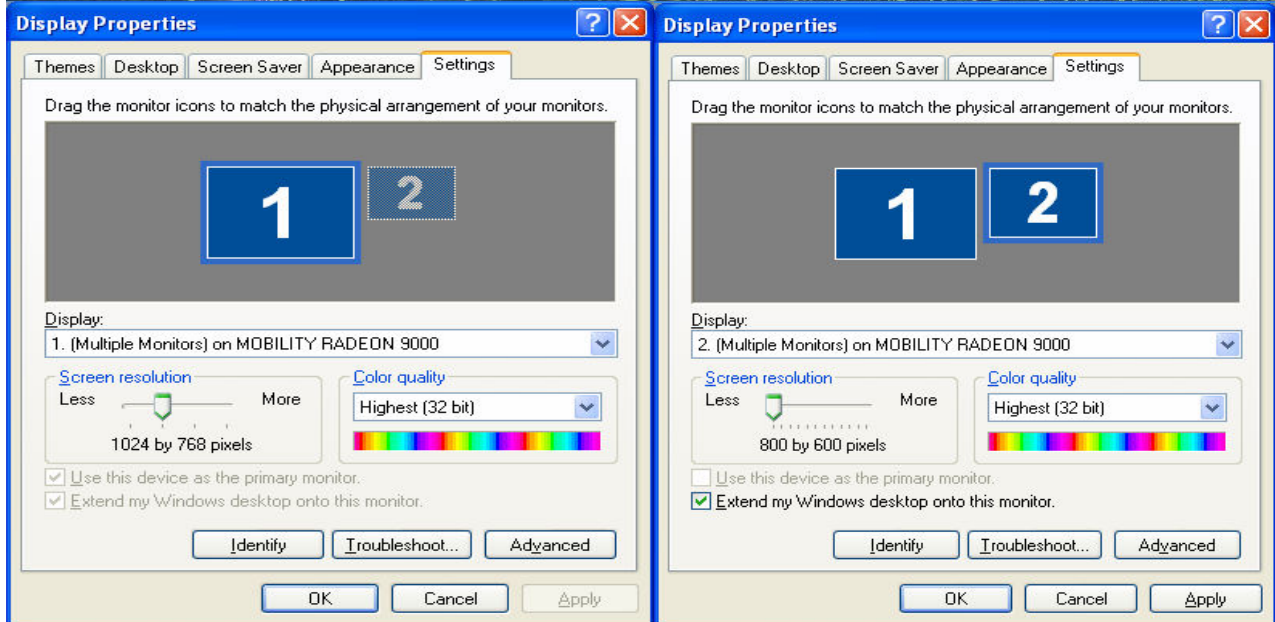 Display Properties
Themes Desktop Screen Saver Appearance Settings
Drag the monitor icons to match the physical arrangement of your monitors.
1 2
Display:
1. (Multiple Monitors) on MOBILITY RADEON 9000
Screen resolution Color quality
Less More Highest (32 bit)
1024 by 768 pixels
Use this device as the primary monitor.
Extend my Windows desktop onto this monitor.
Identify Troubleshoot... Advanced
OK Cancel Apply
Display Properties
Themes Desktop Screen Saver Appearance Settings
Drag the monitor icons to match the physical arrangement of your monitors.
1 2
Display:
2. (Multiple Monitors) on MOBILITY RADEON 9000
Screen resolution Color quality
Less More Highest (32 bit)
800 by 600 pixels
Use this device as the primary monitor.
Extend my Windows desktop onto this monitor.
Identify Troubleshoot... Advanced
OK Cancel Apply